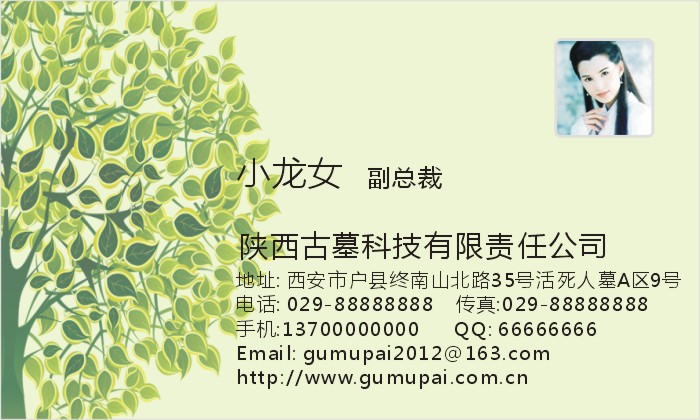 小龙女 副总裁
陕西古墓科技有限责任公司
地址: 西安市户县终南山北路35号活死人墓A区9号
电话: 029-88888888 传真:029-88888888
手机:13700000000 QQ: 66666666
Email: gumupai2012@163.com
http://www.gumupai.com.cn